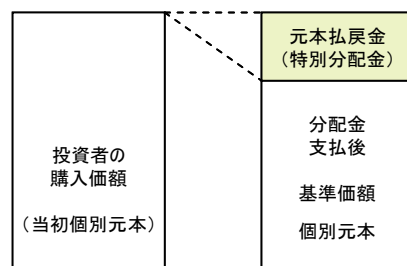 投資者の
購入価額
（当初個別元本）
元本払戻金
（特別分配金）
分配金
支払後
基準価額
個別元本